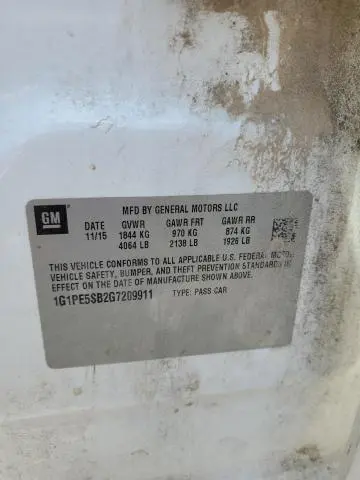 GM
MFD BY GENERAL MOTORS LLC
DATE GVWR GAWR FRT GAWR RR
11/15 1844 KG 970 KG 874 KG
4064 LB 2138 LB 1926 LB
THIS VEHICLE CONFORMS TO ALL APPLICABLE U.S. FEDERAL MOTOR
VEHICLE SAFETY, BUMPER, AND THEFT PREVENTION STANDARDS IN
EFFECT ON THE DATE OF MANUFACTURE SHOWN ABOVE.
1G1PE5SB2G7209911 TYPE: PASS CAR